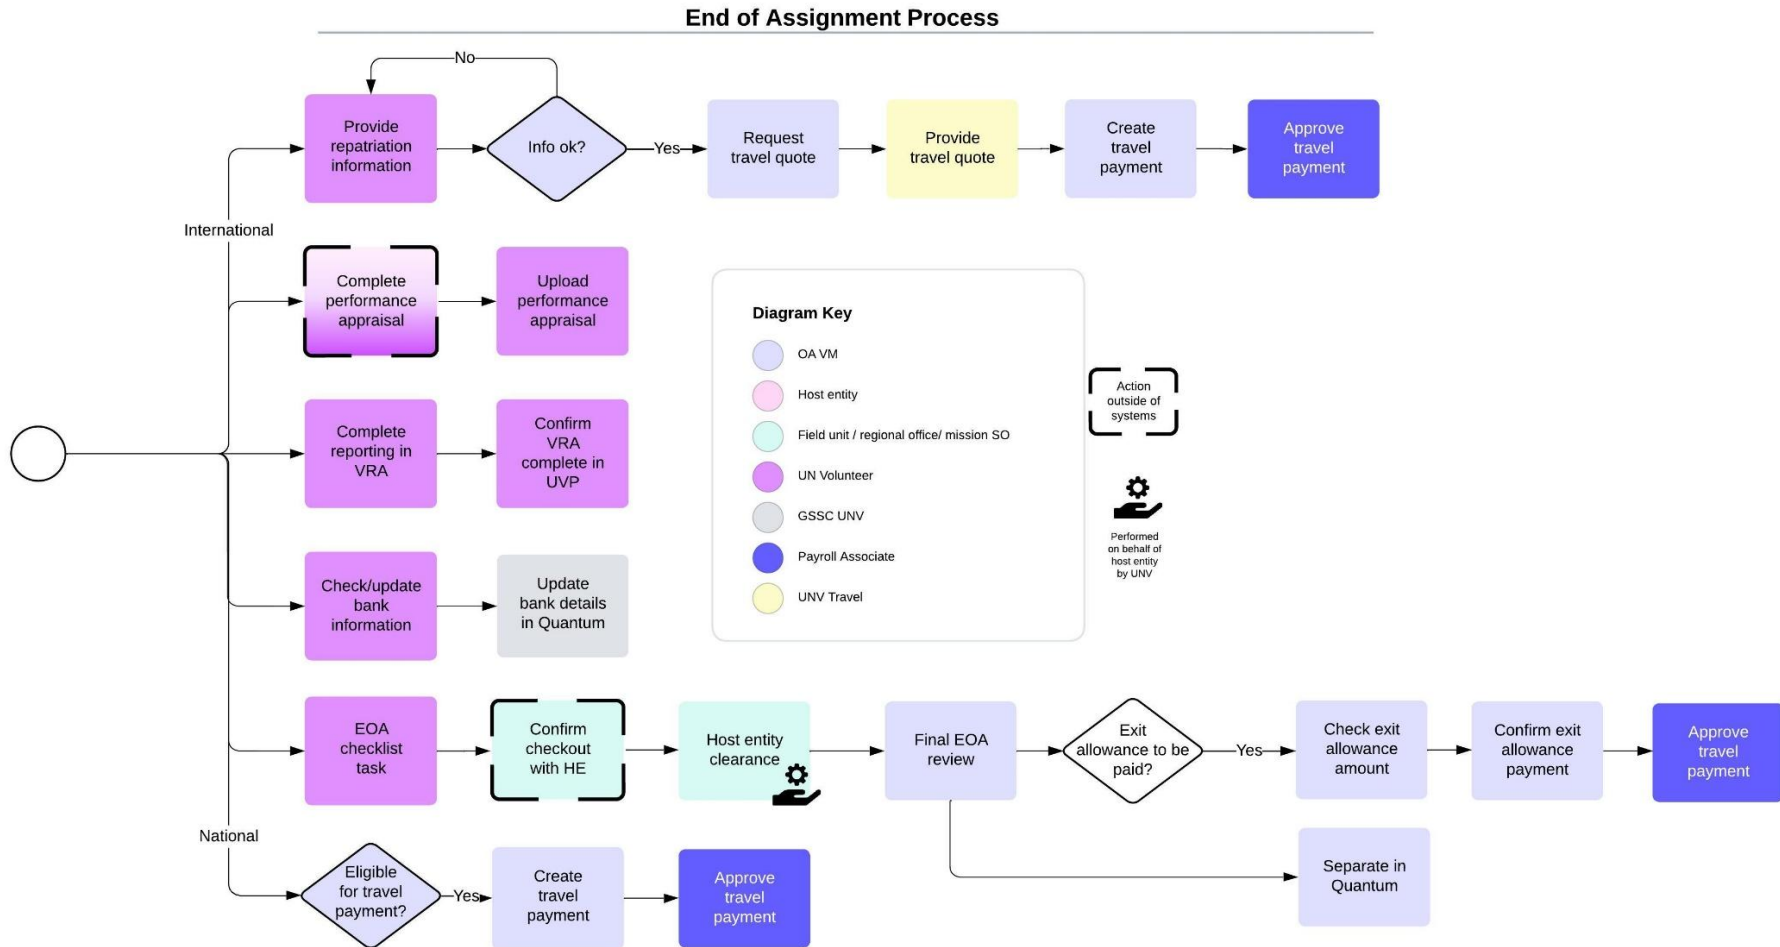 End of Assignment Process
No
Provide
repatriation
information
Info ok?
Yes
Request
travel quote
Provide
travel quote
Create
travel
payment
Approve
travel
payment
International
Complete
performance
appraisal
Upload
performance
appraisal
Diagram Key
OA VM
Host entity
Field unit / regional office/ mission SO
UN Volunteer
GSSC UNV
Payroll Associate
UNV Travel
Action
outside of
systems
Performed
on behalf of
host entity
by UNV
Complete
reporting in
VRA
Confirm
VRA
complete in
UVP
Check/update
bank
information
Update
bank details
in Quantum
EOA
checklist
task
Confirm
checkout
with HE
Host entity
clearance
Final EOA
review
Exit
allowance to be
paid?
Yes
Check exit
allowance
amount
Confirm exit
allowance
payment
Approve
travel
payment
National
Eligible
for travel
payment?
Yes
Create
travel
payment
Approve
travel
payment
Separate in
Quantum